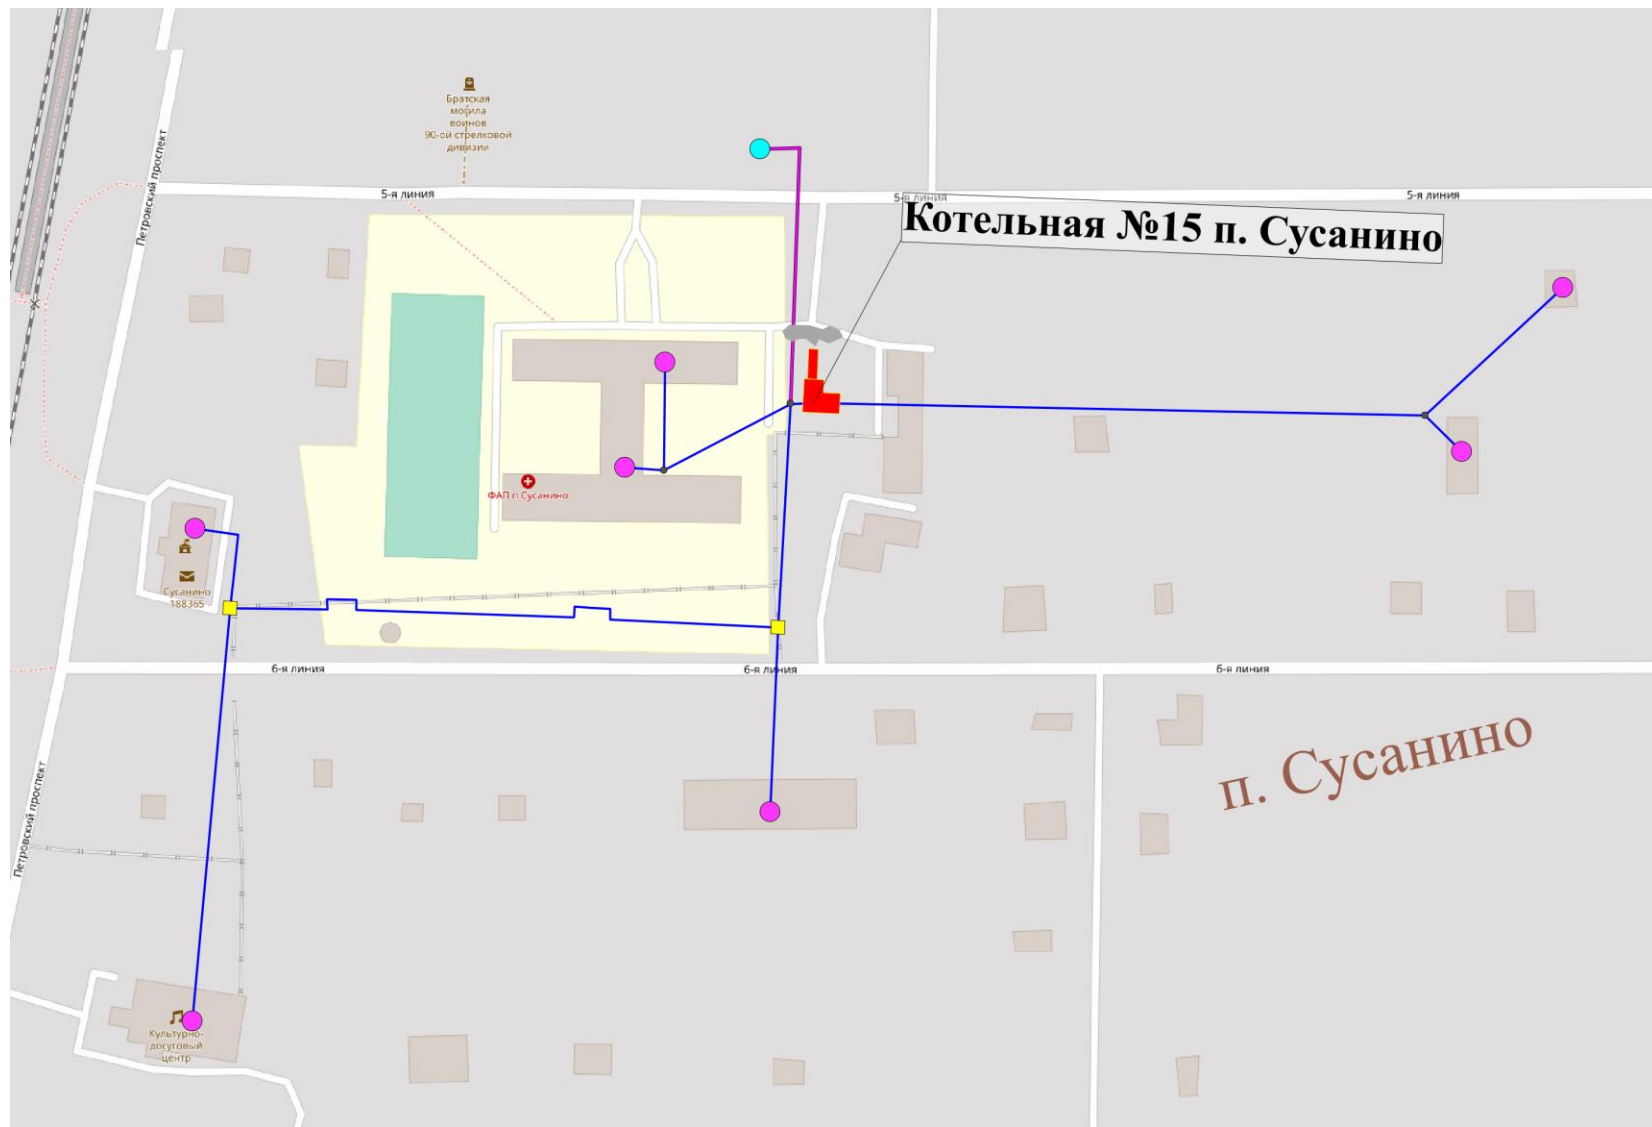 Братская
могила
воинов
90-ой стрелковой
дивизии
Петровский проспект
5-я линия
5-я линия
5-я линия
Котельная №15 п. Сусанино
ФАП п.Сусанино
Сусанино
188365
6-я линия
6-я линия
6-я линия
п. Сусанино
Петровский проспект
Культурно-
досуговый
центр